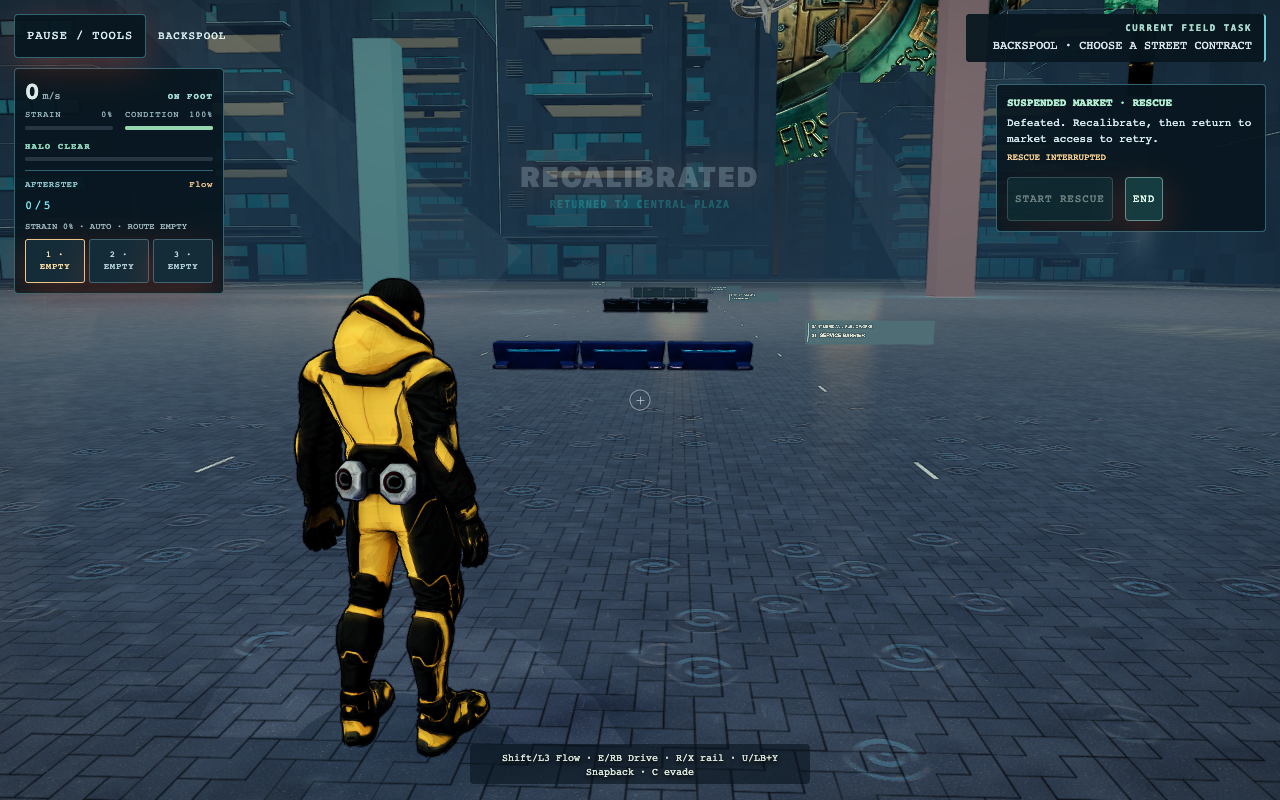 PAUSE / TOOLS
BACKSPOOL
0 m/s
ON FOOT
STRAIN 0%
CONDITION 100%
HALO CLEAR
AFTERSTEP
Flow
0/5
STRAIN 0% · AUTO · ROUTE EMPTY
1 · EMPTY
2 · EMPTY
3 · EMPTY
CURRENT FIELD TASK
BACKSPOOL · CHOOSE A STREET CONTRACT
SUSPENDED MARKET · RESCUE
Defeated. Recalibrate, then return to
market access to retry.
RESCUE INTERRUPTED
START RESCUE
END
FIRS
RECALIBRATED
RETURNED TO CENTRAL PLAZA
Shift/L3 Flow · E/RB Drive · R/X rail · U/LB+Y
Snapback · C evade